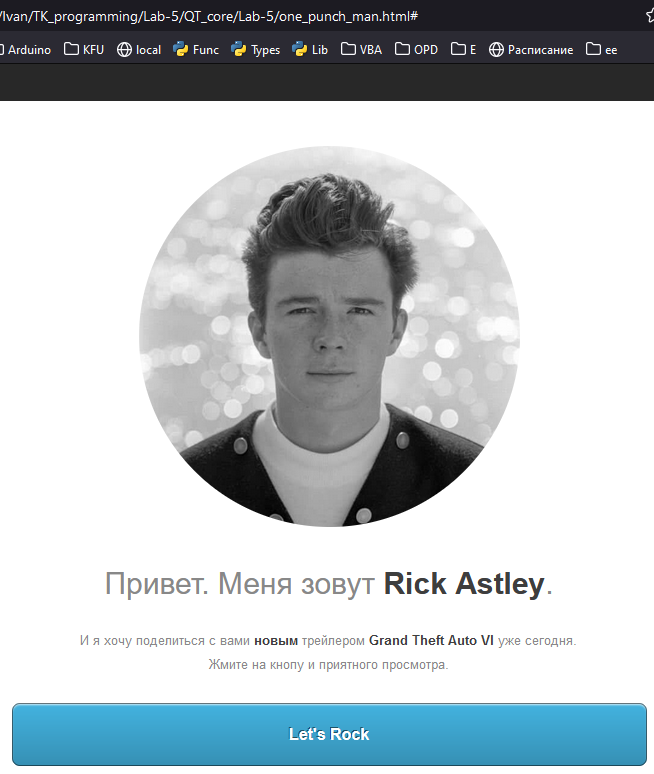 /Ivan/TK_programming/Lab-5/QT_core/Lab-5/one_punch_man.html#
Arduino KFU local Func Types Lib VBA OPD E Расписание ee
Привет. Меня зовут Rick Astley.
И я хочу поделиться с вами новым трейлером Grand Theft Auto VI уже сегодня.
Жмите на кнопу и приятного просмотра.
Let's Rock